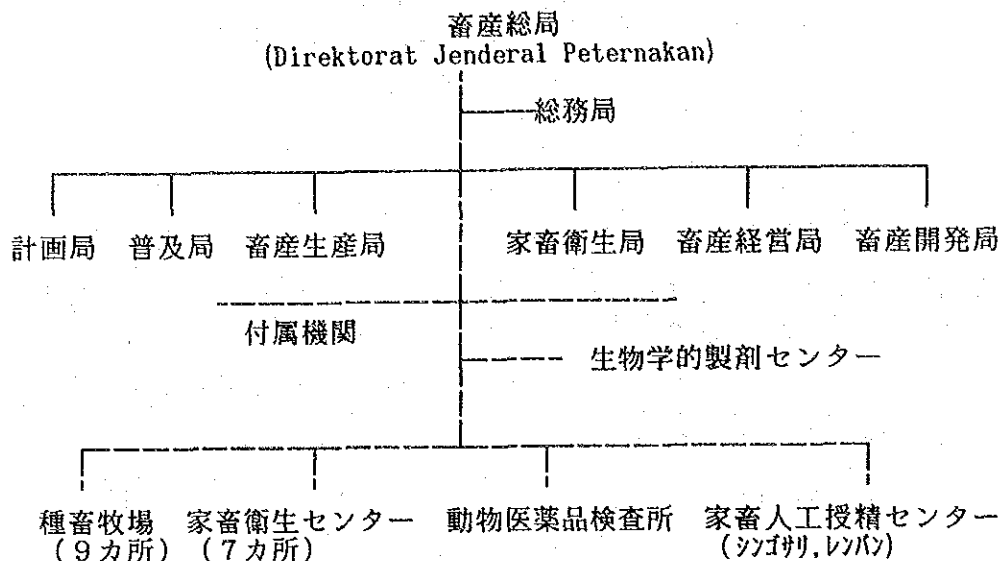 畜産総局
(Direktorat Jenderal Peternakan)
総務局
計画局 普及局 畜産生産局 家畜衛生局 畜産経営局 畜産開発局
付属機関
生物学的製剤センター
種畜牧場 家畜衛生センター 動物医薬品検査所 家畜人工授精センター
(9カ所) (7カ所) (シンゴサリ,レンバン)